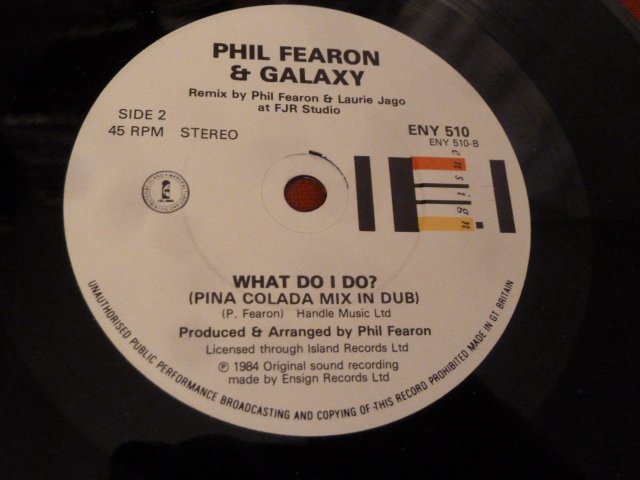 PHIL FEARON
& GALAXY
Remix by Phil Fearon & Laurie Jago
at FJR Studio
SIDE 2
45 RPM STEREO
ENY 510
ENY 510-B
ensign
WHAT DO I DO?
(PINA COLADA MIX IN DUB)
(P. Fearon) Handle Music Ltd
Produced & Arranged by Phil Fearon
Licensed through Island Records Ltd
℗ 1984 Original sound recording
made by Ensign Records Ltd
UNAUTHORISED PUBLIC PERFORMANCE BROADCASTING AND COPYING OF THIS RECORD PROHIBITED MADE IN GT BRITAIN